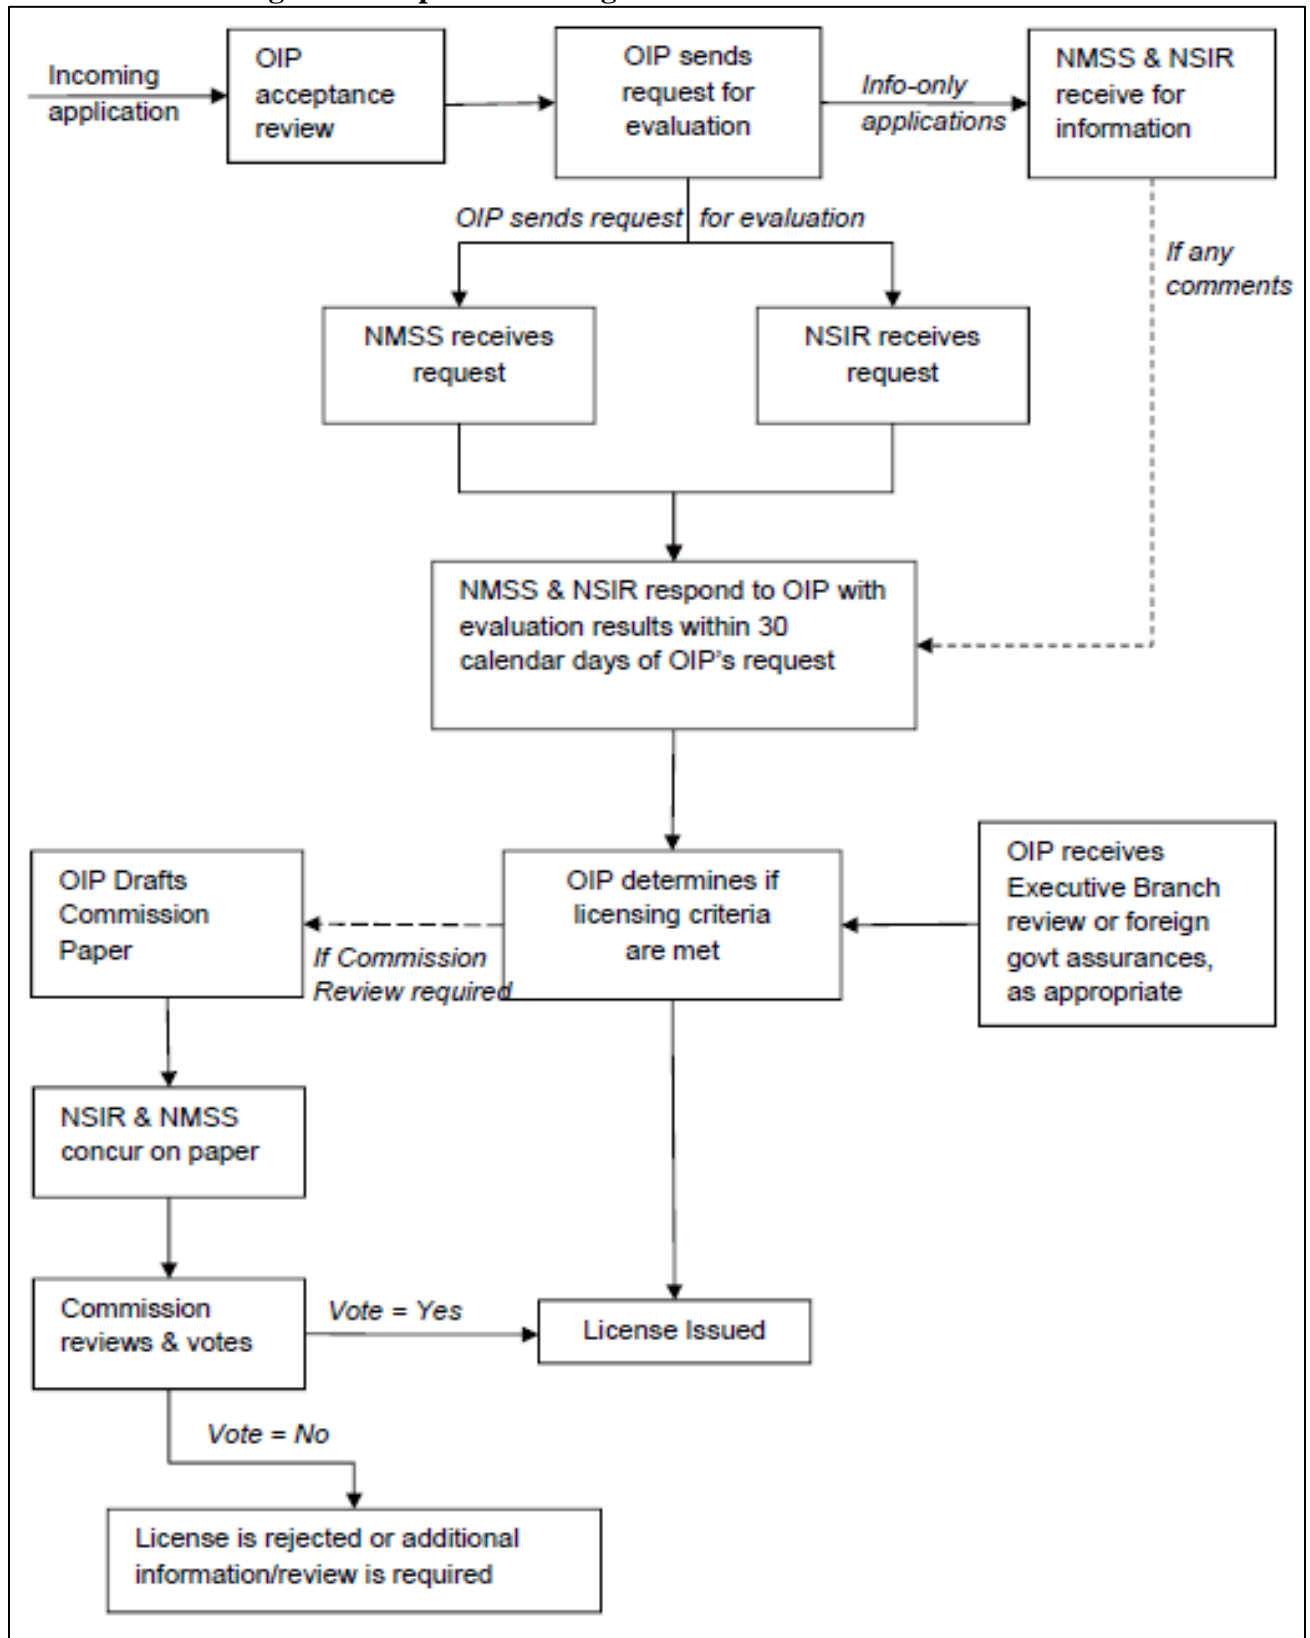 Incoming
application
OIP
acceptance
review
OIP sends
request for
evaluation
Info-only
applications
NMSS & NSIR
receive for
information
OIP sends request for evaluation
If any
comments
NMSS receives
request
NSIR receives
request
NMSS & NSIR respond to OIP with
evaluation results within 30
calendar days of OIP's request
OIP Drafts
Commission
Paper
If Commission
Review required
OIP determines if
licensing criteria
are met
OIP receives
Executive Branch
review or foreign
govt assurances,
as appropriate
NSIR & NMSS
concur on paper
Commission
reviews & votes
Vote = Yes
License Issued
Vote = No
License is rejected or additional
information/review is required